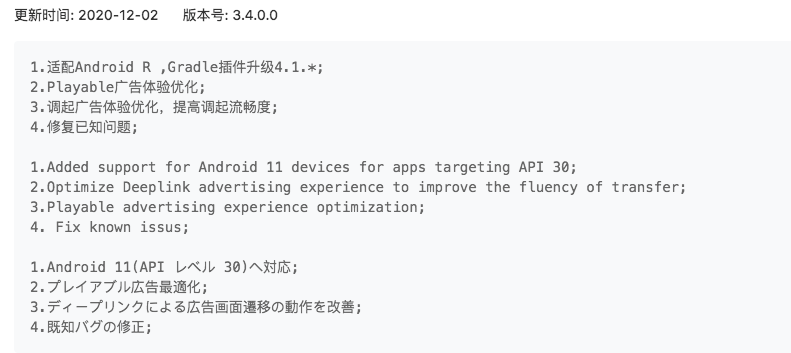 更新时间: 2020-12-02 版本号: 3.4.0.0
1.适配Android R ,Gradle插件升级4.1.*;
2.Playable广告体验优化;
3.调起广告体验优化，提高调起流畅度;
4.修复已知问题;
1.Added support for Android 11 devices for apps targeting API 30;
2.Optimize Deeplink advertising experience to improve the fluency of transfer;
3.Playable advertising experience optimization;
4. Fix known issus;
1.Android 11(API レベル 30)へ対応;
2.プレイアブル広告最適化;
3.ディープリンクによる広告画面遷移の動作を改善;
4.既知バグの修正;